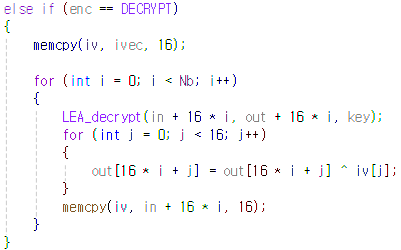 else if (enc == DECRYPT)
{
    memcpy(iv, ivec, 16);
    for (int i = 0; i < Nb; i++)
    {
        LEA_decrypt(in + 16 * i, out + 16 * i, key);
        for (int j = 0; j < 16; j++)
        {
            out[16 * i + j] = out[16 * i + j] ^ iv[j];
        }
        memcpy(iv, in + 16 * i, 16);
    }
}